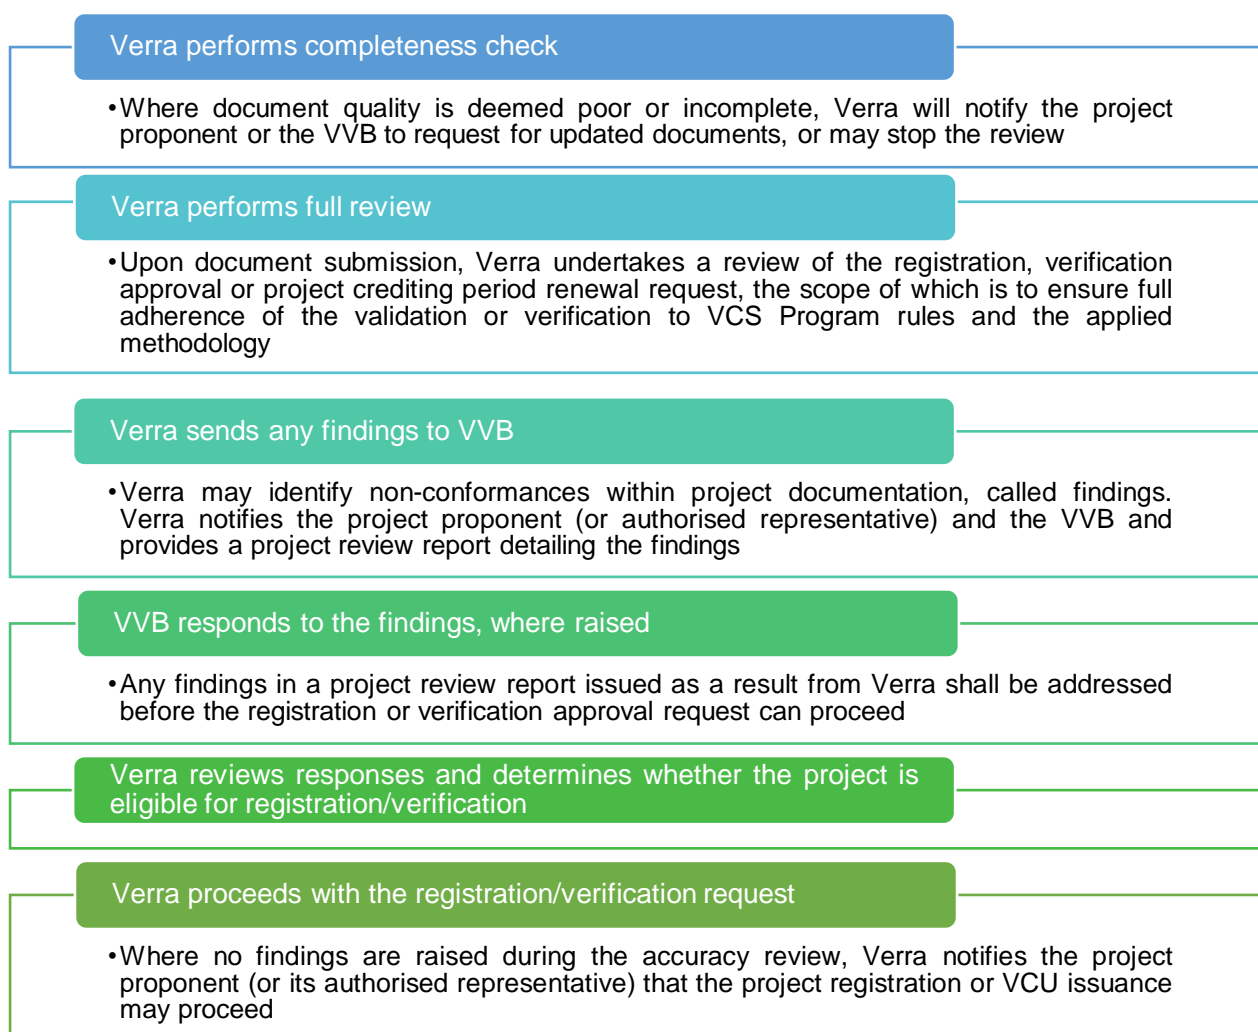 Verra performs completeness check
•Where document quality is deemed poor or incomplete, Verra will notify the project
proponent or the VVB to request for updated documents, or may stop the review
Verra performs full review
•Upon document submission, Verra undertakes a review of the registration, verification
approval or project crediting period renewal request, the scope of which is to ensure full
adherence of the validation or verification to VCS Program rules and the applied
methodology
Verra sends any findings to VVB
•Verra may identify non-conformances within project documentation, called findings.
Verra notifies the project proponent (or authorised representative) and the VVB and
provides a project review report detailing the findings
VVB responds to the findings, where raised
•Any findings in a project review report issued as a result from Verra shall be addressed
before the registration or verification approval request can proceed
Verra reviews responses and determines whether the project is
eligible for registration/verification
Verra proceeds with the registration/verification request
•Where no findings are raised during the accuracy review, Verra notifies the project
proponent (or its authorised representative) that the project registration or VCU issuance
may proceed